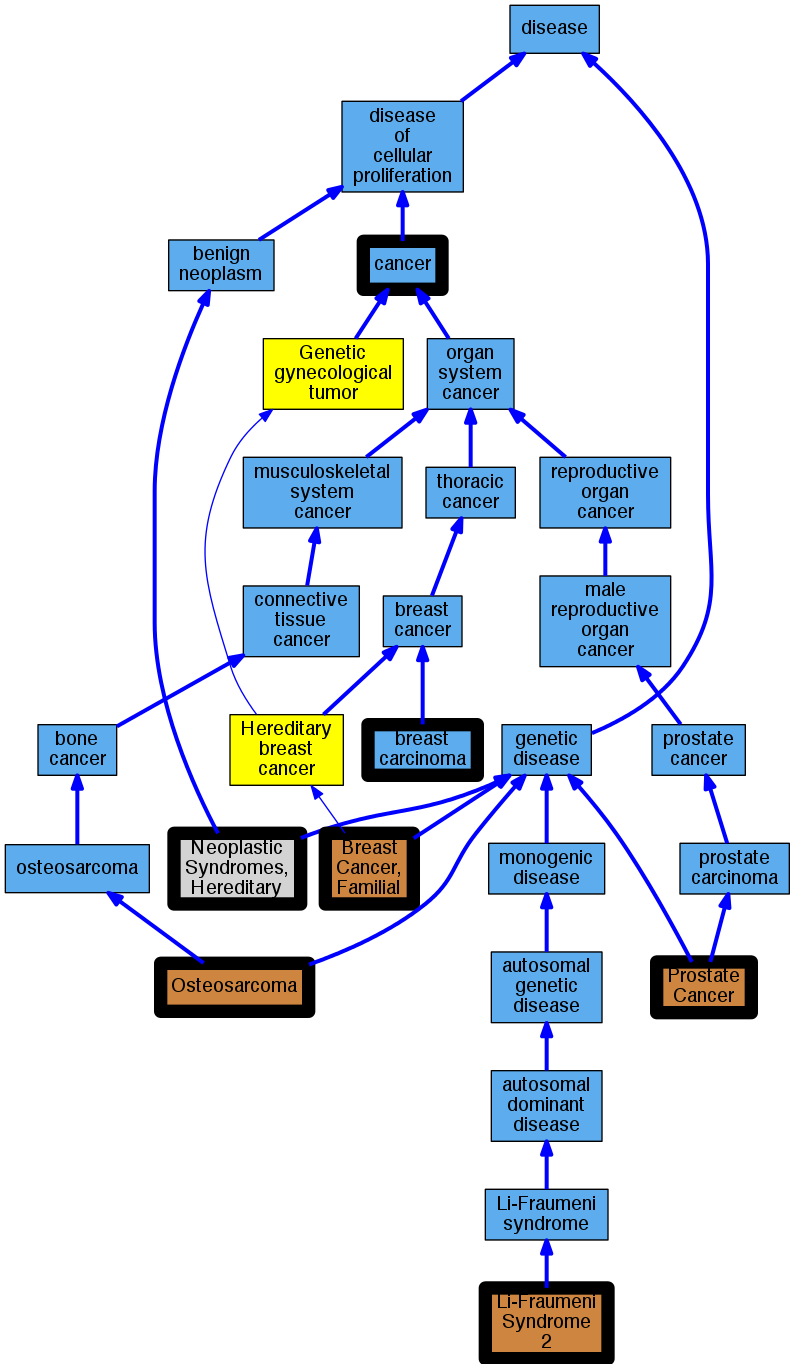 disease
disease
of
cellular
proliferation
benign
neoplasm
cancer
Genetic
gynecological
tumor
organ
system
cancer
musculoskeletal
system
cancer
thoracic
cancer
reproductive
organ
cancer
connective
tissue
cancer
breast
cancer
male
reproductive
organ
cancer
bone
cancer
Hereditary
breast
cancer
breast
carcinoma
genetic
disease
prostate
cancer
osteosarcoma
Neoplastic
Syndromes,
Hereditary
Breast
Cancer,
Familial
monogenic
disease
prostate
carcinoma
Osteosarcoma
autosomal
genetic
disease
Prostate
Cancer
autosomal
dominant
disease
Li-Fraumeni
syndrome
Li-Fraumeni
Syndrome
2